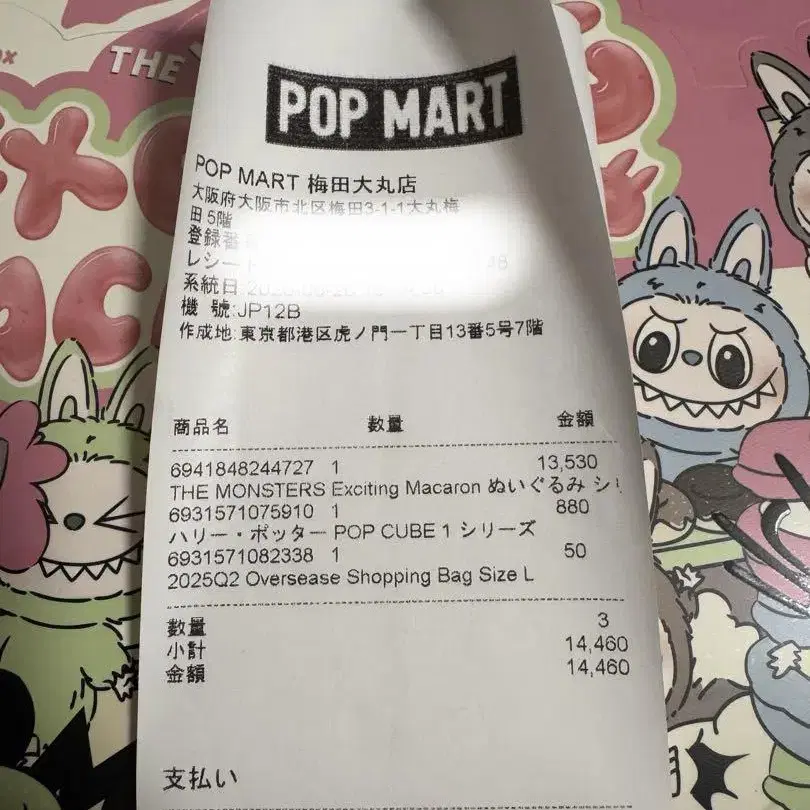 THE
POP MART
POP MART 梅田大丸店
大阪府大阪市北区梅田3-1-1大丸梅
田5階
登録番
レシー
系統日
機 號:JP12B
作成地:東京都港区虎ノ門一丁目13番5号7階
商品名 数量 金額
6941848244727 1 13,530
THE MONSTERS Exciting Macaron ぬいぐるみ シ
6931571075910 1 880
ハリー・ポッター POP CUBE 1 シリーズ
6931571082338 1 50
2025Q2 Oversease Shopping Bag Size L
数量 3
小計 14,460
金額 14,460
支払い